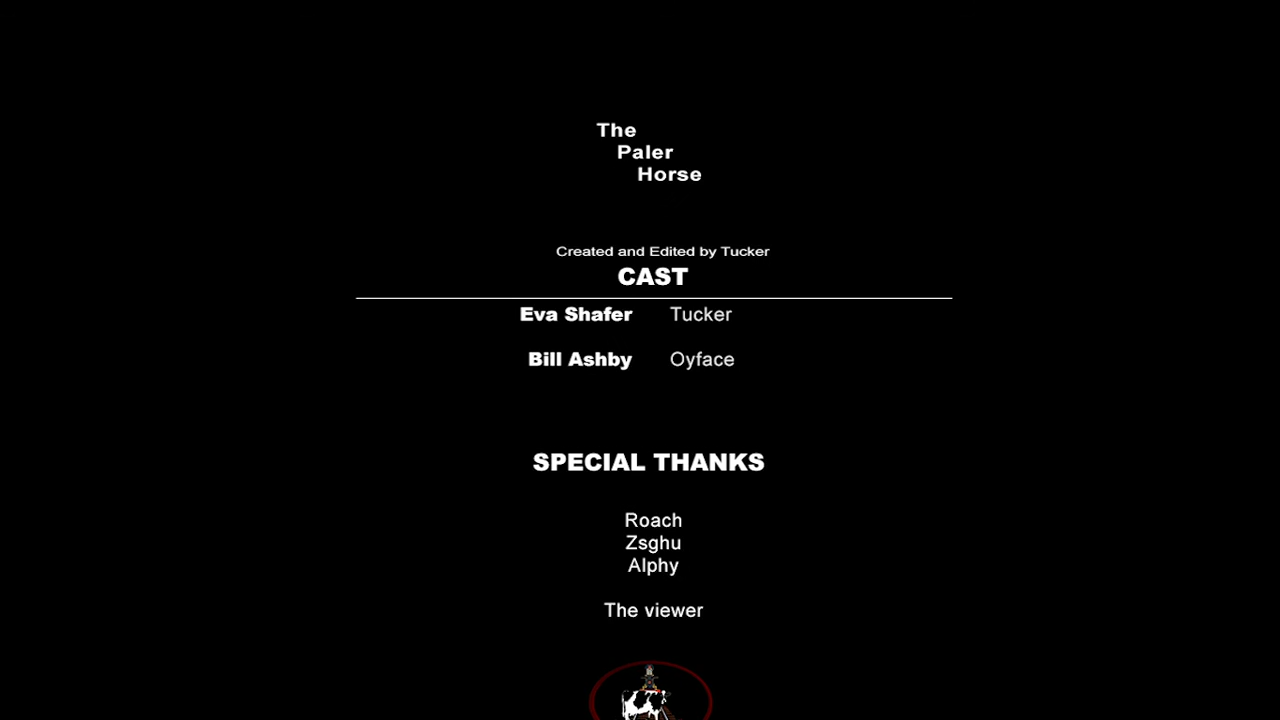 The
Paler
Horse
Created and Edited by Tucker
CAST
Eva Shafer Tucker
Bill Ashby Oyface
SPECIAL THANKS
Roach
Zsghu
Alphy
The viewer